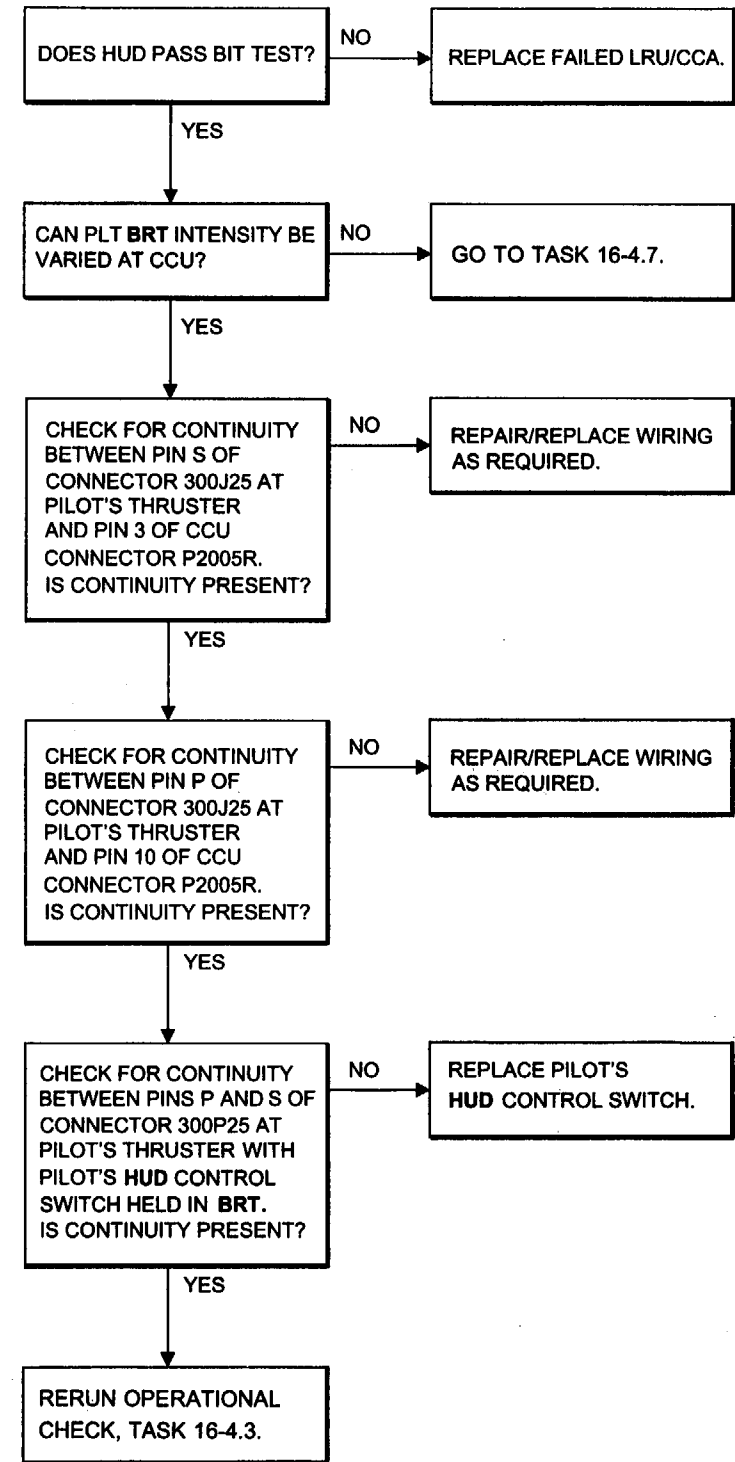 DOES HUD PASS BIT TEST?
NO
REPLACE FAILED LRU/CCA.
YES
CAN PLT BRT INTENSITY BE
VARIED AT CCU?
NO
GO TO TASK 16-4.7.
YES
CHECK FOR CONTINUITY
BETWEEN PIN S OF
CONNECTOR 300J25 AT
PILOT'S THRUSTER
AND PIN 3 OF CCU
CONNECTOR P2005R.
IS CONTINUITY PRESENT?
NO
REPAIR/REPLACE WIRING
AS REQUIRED.
YES
CHECK FOR CONTINUITY
BETWEEN PIN P OF
CONNECTOR 300J25 AT
PILOT'S THRUSTER
AND PIN 10 OF CCU
CONNECTOR P2005R.
IS CONTINUITY PRESENT?
NO
REPAIR/REPLACE WIRING
AS REQUIRED.
YES
CHECK FOR CONTINUITY
BETWEEN PINS P AND S OF
CONNECTOR 300P25 AT
PILOT'S THRUSTER WITH
PILOT'S HUD CONTROL
SWITCH HELD IN BRT.
IS CONTINUITY PRESENT?
NO
REPLACE PILOT'S
HUD CONTROL SWITCH.
YES
RERUN OPERATIONAL
CHECK, TASK 16-4.3.